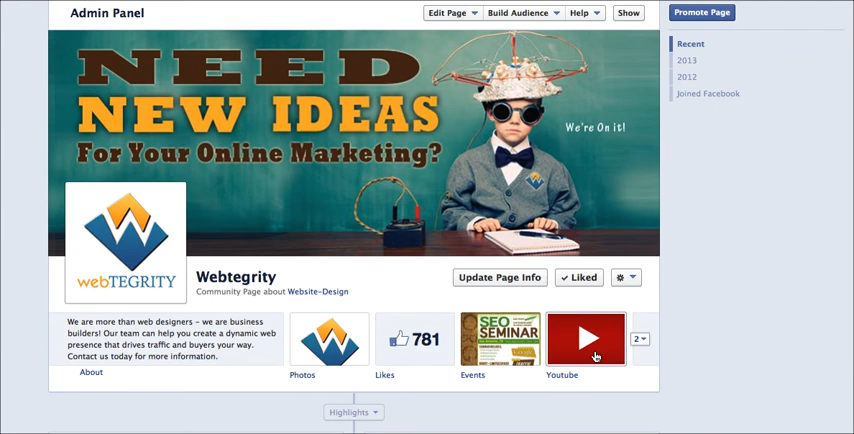 Admin Panel
Edit Page
Build Audience
Help
Show
Promote Page
Recent
2013
2012
Joined Facebook
NEED
NEW IDEAS
For Your Online Marketing?
We're On it!
webTEGRITY
Webtegrity
Community Page about Website-Design
Update Page Info
✓ Liked
We are more than web designers - we are business
builders! Our team can help you create a dynamic web
presence that drives traffic and buyers your way.
Contact us today for more information.
About
781
SEO
SEMINAR
ORG
2
Photos
Likes
Events
Youtube
Highlights